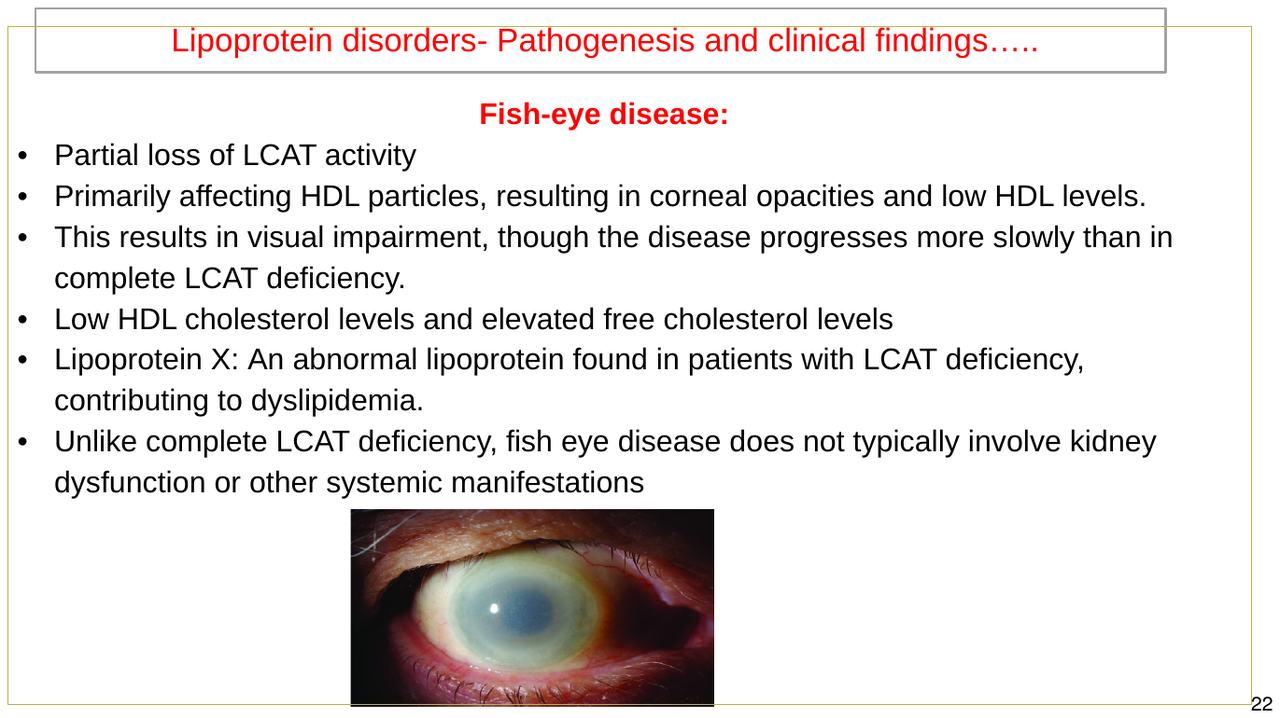 Lipoprotein disorders- Pathogenesis and clinical findings…..
Fish-eye disease:
• Partial loss of LCAT activity
• Primarily affecting HDL particles, resulting in corneal opacities and low HDL levels.
• This results in visual impairment, though the disease progresses more slowly than in
complete LCAT deficiency.
• Low HDL cholesterol levels and elevated free cholesterol levels
• Lipoprotein X: An abnormal lipoprotein found in patients with LCAT deficiency,
contributing to dyslipidemia.
• Unlike complete LCAT deficiency, fish eye disease does not typically involve kidney
dysfunction or other systemic manifestations
22